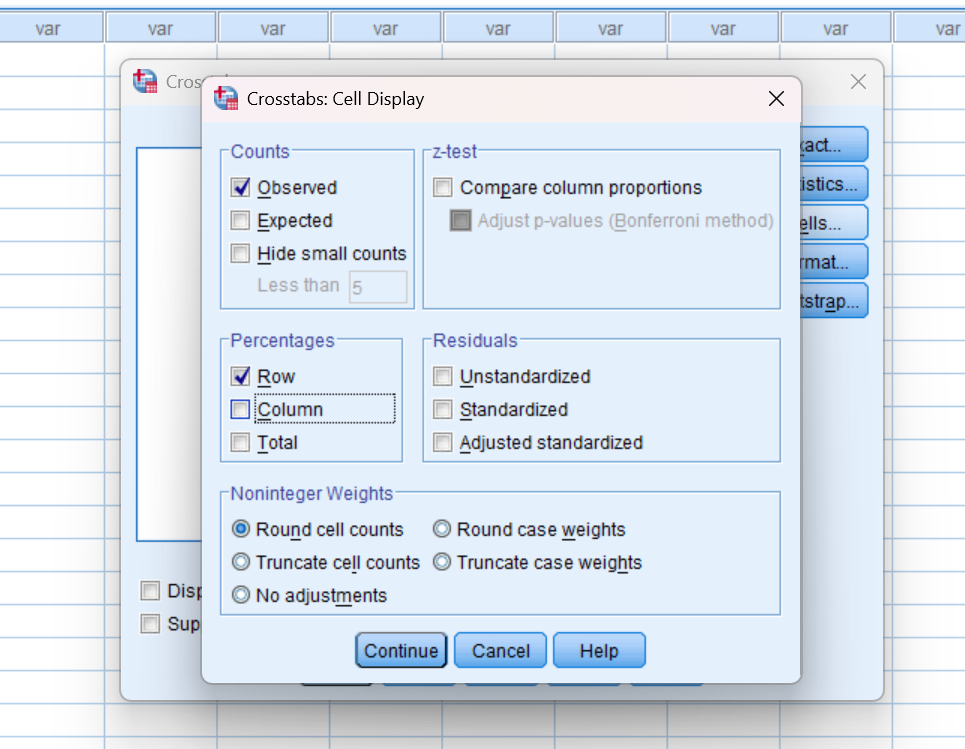 var var var var var var var var var
Cros
Crosstabs: Cell Display
Counts
Observed
Expected
Hide small counts
Less than 5
z-test
Compare column proportions
Adjust p-values (Bonferroni method)
Percentages
Row
Column
Total
Residuals
Unstandardized
Standardized
Adjusted standardized
Noninteger Weights
Round cell counts Round case weights
Truncate cell counts Truncate case weights
No adjustments
Continue Cancel Help
xact...
istics...
ells...
rmat...
tstrap...
Disp
Sup